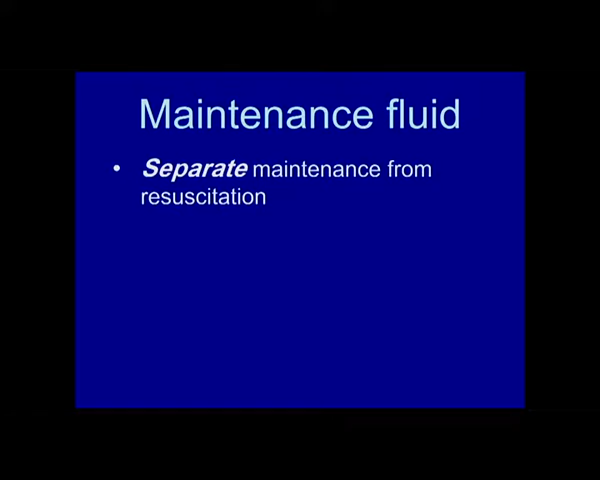 Maintenance fluid
• Separate maintenance from
resuscitation